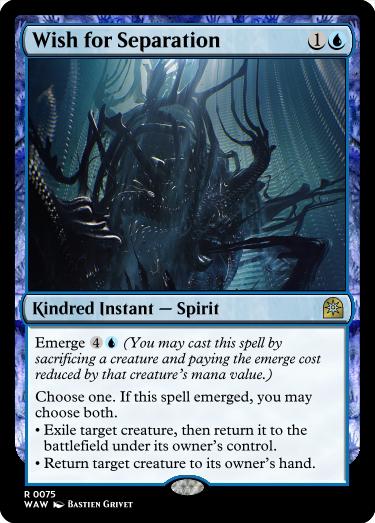 Wish for Separation 1
Kindred Instant — Spirit
Emerge 4 (You may cast this spell by
sacrificing a creature and paying the emerge cost
reduced by that creature's mana value.)
Choose one. If this spell emerged, you may
choose both.
• Exile target creature, then return it to the
battlefield under its owner's control.
• Return target creature to its owner's hand.
R 0075
WAW Bastien Grivet